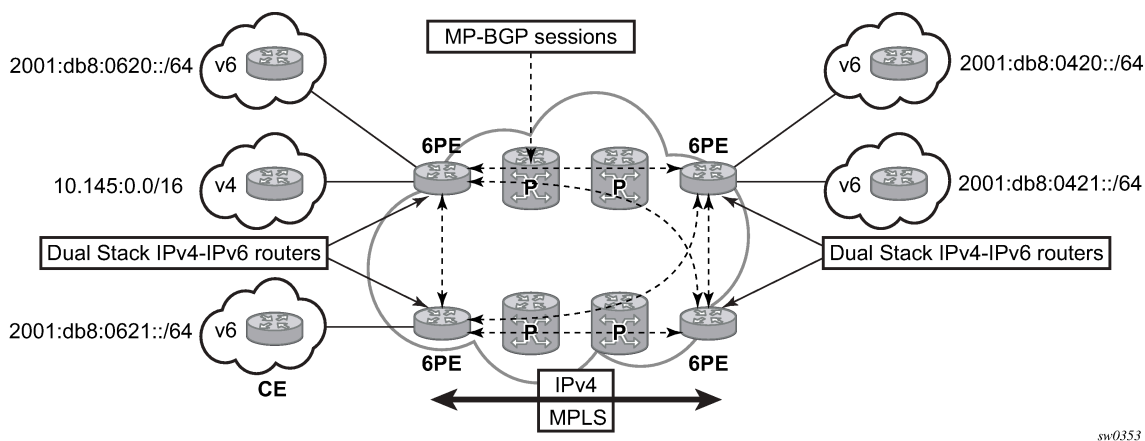 MP-BGP sessions
2001:db8:0620::/64
v6
v6
2001:db8:0420::/64
6PE
6PE
10.145:0.0/16
v4
P
P
v6
2001:db8:0421::/64
Dual Stack IPv4-IPv6 routers
Dual Stack IPv4-IPv6 routers
2001:db8:0621::/64
v6
P
P
6PE
6PE
CE
IPv4
MPLS
sw0353